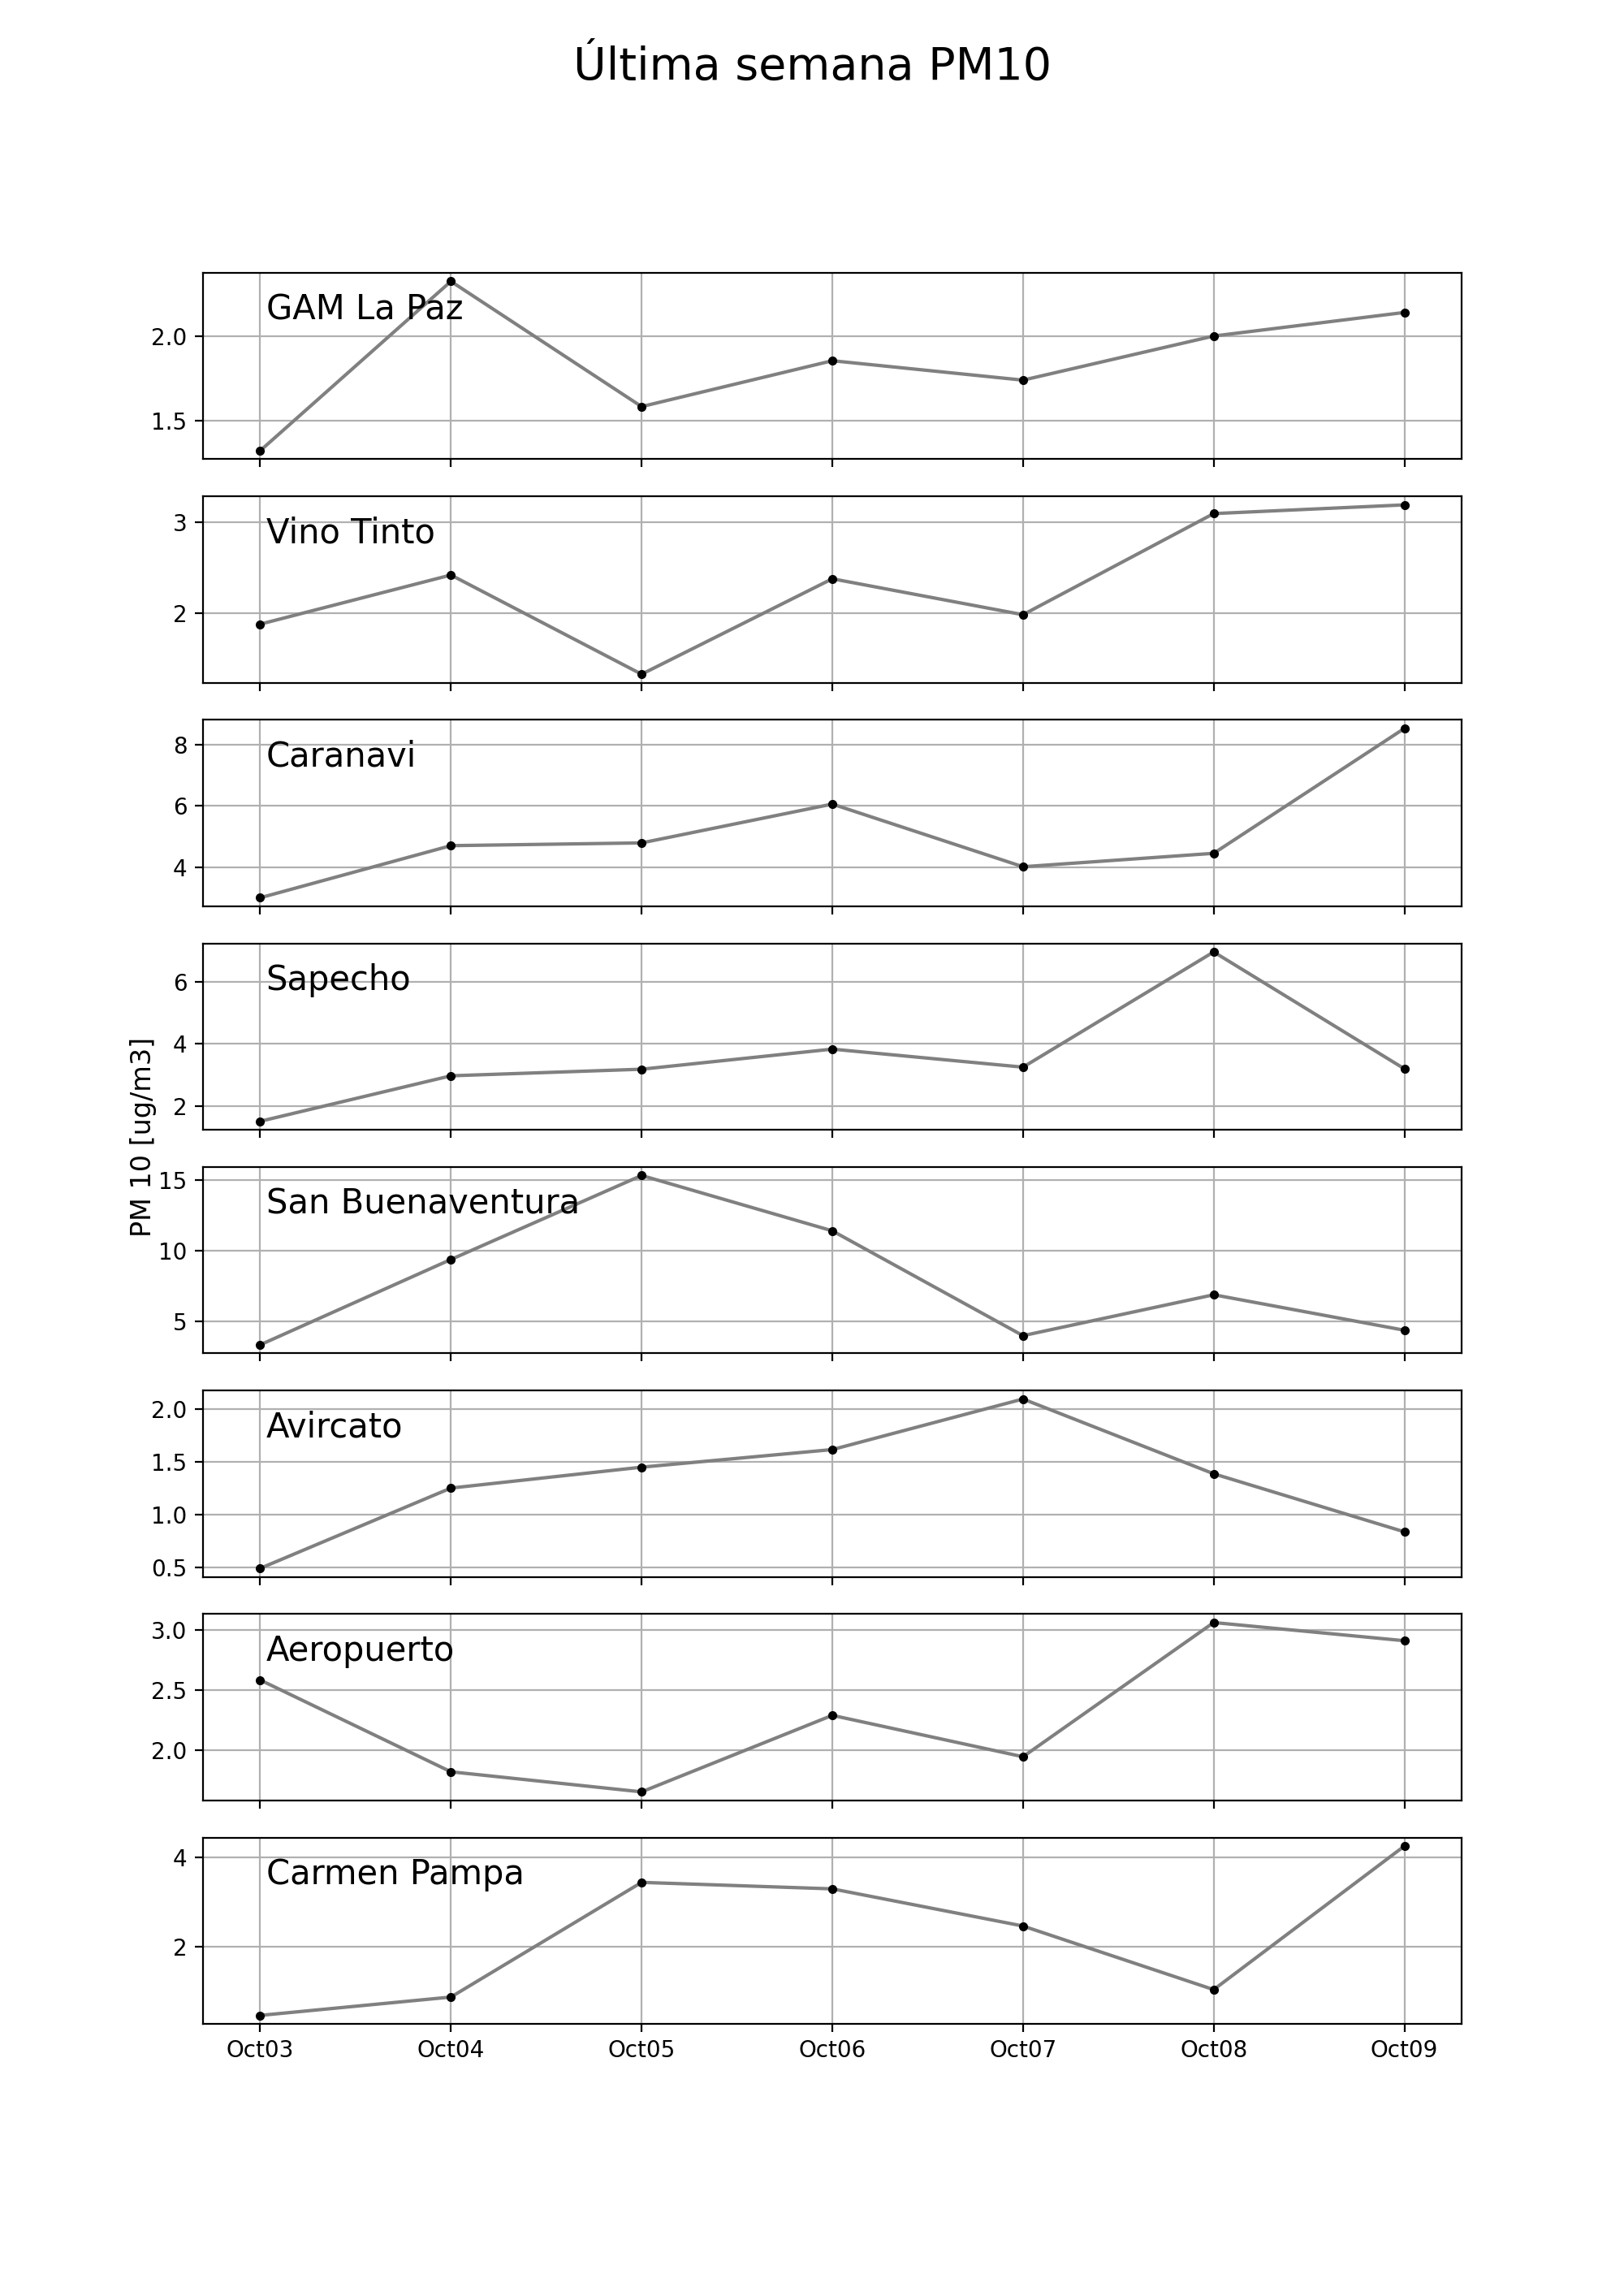 Última semana PM10
GAM La Paz
2.0
1.5
Vino Tinto
3
2
Caranavi
8
6
4
Sapecho
6
4
2
PM 10 [ug/m3]
San Buenaventura
15
10
5
Avircato
2.0
1.5
1.0
0.5
Aeropuerto
3.0
2.5
2.0
Carmen Pampa
4
2
Oct03 Oct04 Oct05 Oct06 Oct07 Oct08 Oct09